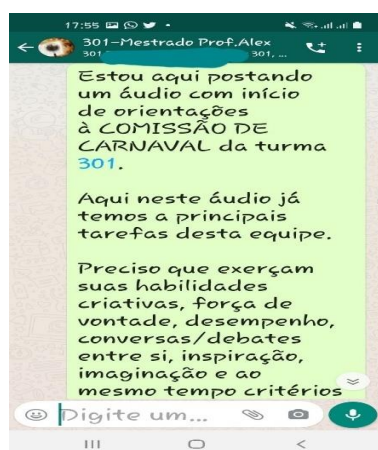 17:55
301-Mestrado Prof.Alex
301
301, ...
Estou aqui postando
um áudio com início
de orientações
à COMISSÃO DE
CARNAVAL da turma
301.
Aqui neste áudio já
temos a principais
tarefas desta equipe.
Preciso que exerçam
suas habilidades
criativas, força de
vontade, desempenho,
conversas/debates
entre si, inspiração,
imaginação e ao
mesmo tempo critérios
Digite um...